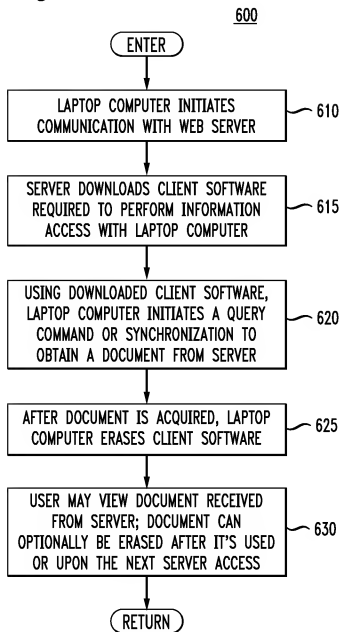 600
ENTER
LAPTOP COMPUTER INITIATES
COMMUNICATION WITH WEB SERVER
610
SERVER DOWNLOADS CLIENT SOFTWARE
REQUIRED TO PERFORM INFORMATION
ACCESS WITH LAPTOP COMPUTER
615
USING DOWNLOADED CLIENT SOFTWARE,
LAPTOP COMPUTER INITIATES A QUERY
COMMAND OR SYNCHRONIZATION TO
OBTAIN A DOCUMENT FROM SERVER
620
AFTER DOCUMENT IS ACQUIRED, LAPTOP
COMPUTER ERASES CLIENT SOFTWARE
625
USER MAY VIEW DOCUMENT RECEIVED
FROM SERVER; DOCUMENT CAN
OPTIONALLY BE ERASED AFTER IT'S USED
OR UPON THE NEXT SERVER ACCESS
630
RETURN